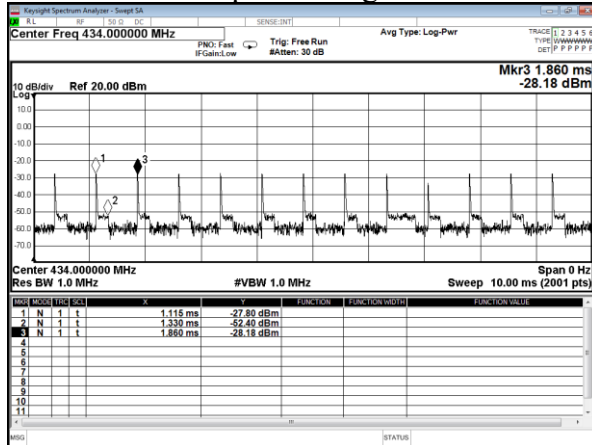 Keysight Spectrum Analyzer - Swept SA
RL RF 50 Ω DC SENSE:INT
Center Freq 434.000000 MHz
PNO: Fast
IFGain:Low
Trig: Free Run
#Atten: 30 dB
Avg Type: Log-Pwr
TRACE 1 2 3 4 5 6
TYPE
DET P P P P P P
Mkr3 1.860 ms
-28.18 dBm
10 dB/div Ref 20.00 dBm
Log
10.0
0.00
-10.0
-20.0
-30.0
-40.0
-50.0
-60.0
-70.0
1
2
3
Center 434.000000 MHz Span 0 Hz
Res BW 1.0 MHz #VBW 1.0 MHz Sweep 10.00 ms (2001 pts)
MKR MODE TRC SCL X Y FUNCTION FUNCTION WIDTH FUNCTION VALUE
1 N 1 t 1.115 ms -27.80 dBm
2 N 1 t 1.330 ms -52.40 dBm
3 N 1 t 1.860 ms -28.18 dBm
4
5
6
7
8
9
10
11
MSG STATUS